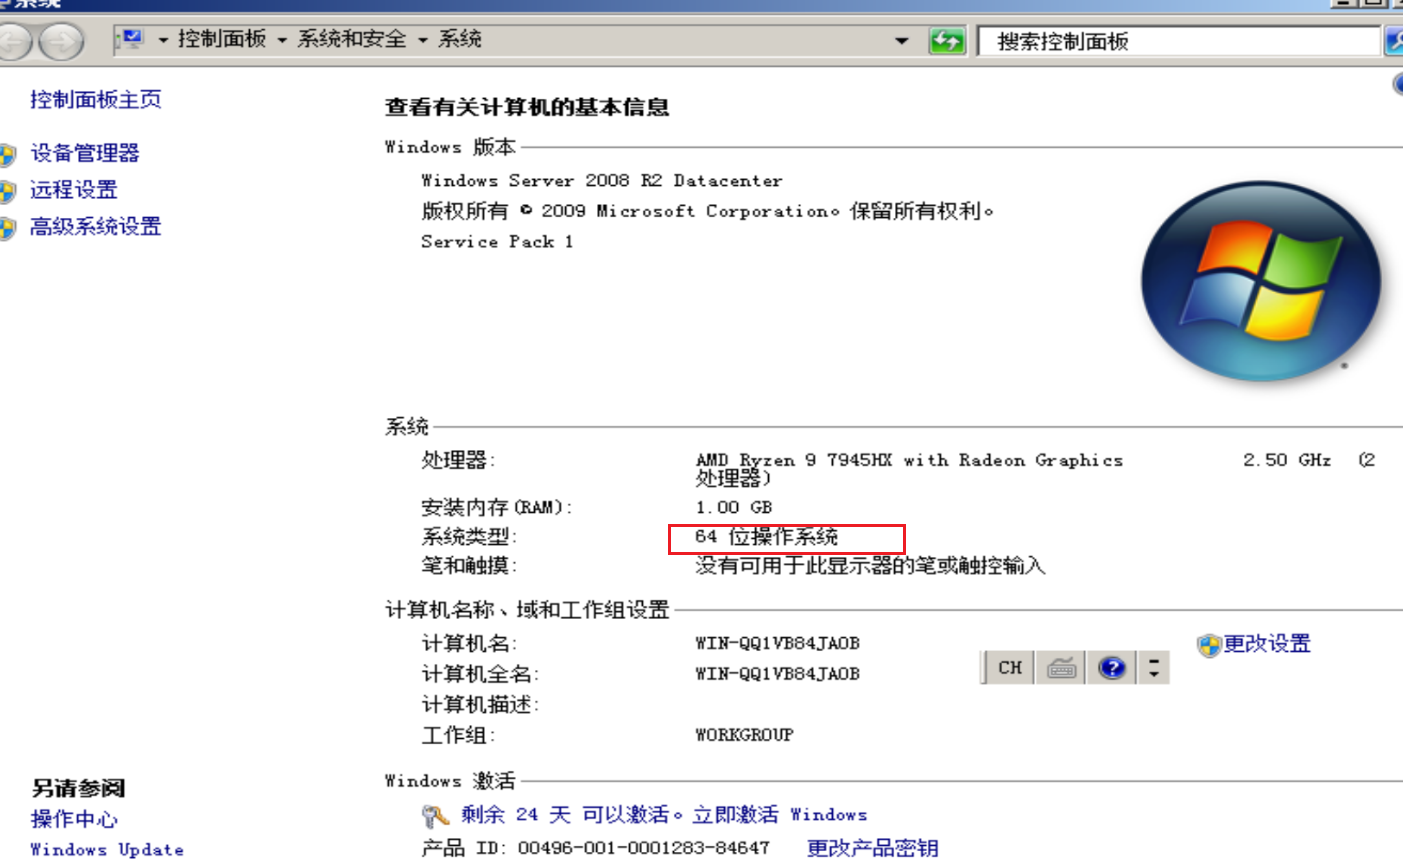 系统
控制面板 系统和安全 系统
搜索控制面板
控制面板主页
设备管理器
远程设置
高级系统设置
查看有关计算机的基本信息
Windows 版本
Windows Server 2008 R2 Datacenter
版权所有 © 2009 Microsoft Corporation。保留所有权利。
Service Pack 1
系统
处理器: AMD Ryzen 9 7945HX with Radeon Graphics 2.50 GHz (2
处理器)
安装内存(RAM): 1.00 GB
系统类型: 64 位操作系统
笔和触摸: 没有可用于此显示器的笔或触控输入
计算机名称、域和工作组设置
计算机名: WIN-QQ1VB84JAOB
更改设置
计算机全名: WIN-QQ1VB84JAOB
CH
计算机描述:
工作组: WORKGROUP
Windows 激活
剩余 24 天 可以激活。立即激活 Windows
产品 ID: 00496-001-0001283-84647 更改产品密钥
另请参阅
操作中心
Windows Update